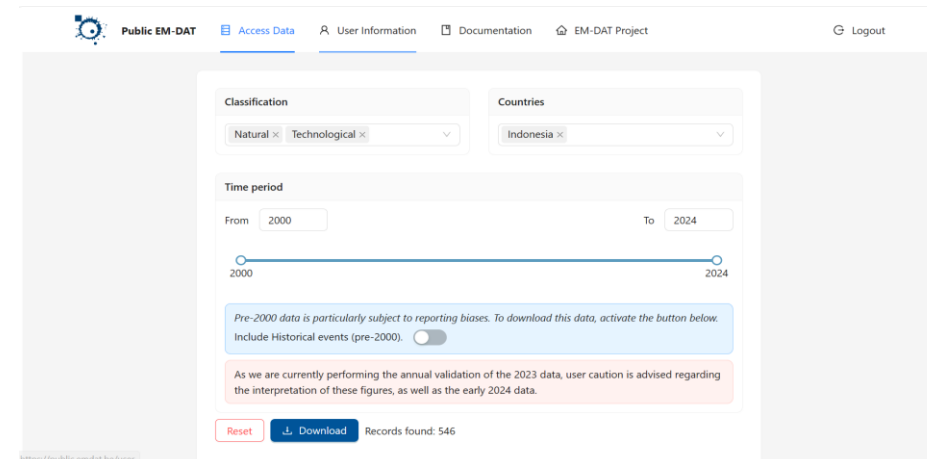 Public EM-DAT Access Data User Information Documentation EM-DAT Project Logout
Classification Countries
Natural × Technological × Indonesia ×
Time period
From 2000 To 2024
2000 2024
Pre-2000 data is particularly subject to reporting biases. To download this data, activate the button below.
Include Historical events (pre-2000).
As we are currently performing the annual validation of the 2023 data, user caution is advised regarding
the interpretation of these figures, as well as the early 2024 data.
Reset Download Records found: 546